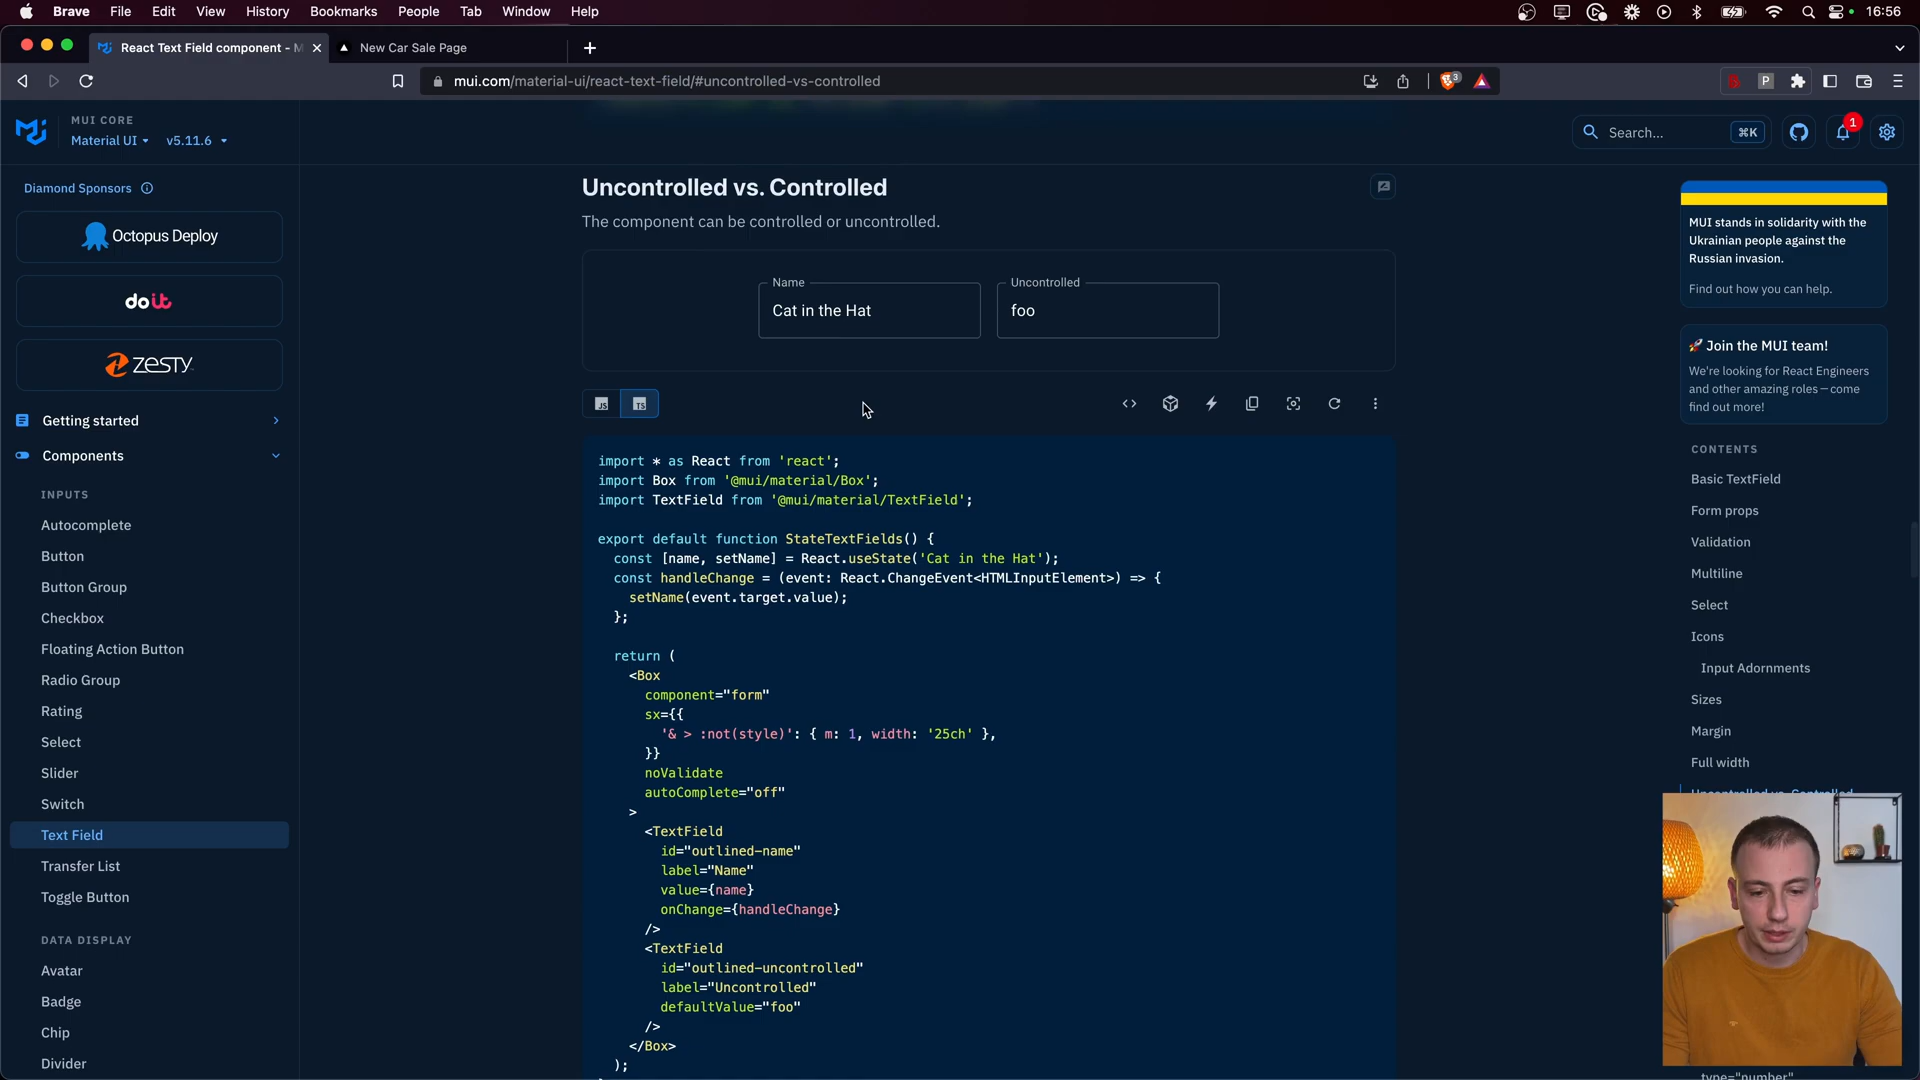 Brave File Edit View History Bookmarks People Tab Window Help 16:56
React Text Field component - M
New Car Sale Page
mui.com/material-ui/react-text-field/#uncontrolled-vs-controlled
3
P
MUI CORE
Material UI v5.11.6
Search... ⌘K
1
Diamond Sponsors
Octopus Deploy
doit
ZESTY
Getting started
Components
INPUTS
Autocomplete
Button
Button Group
Checkbox
Floating Action Button
Radio Group
Rating
Select
Slider
Switch
Text Field
Transfer List
Toggle Button
DATA DISPLAY
Avatar
Badge
Chip
Divider
Uncontrolled vs. Controlled
The component can be controlled or uncontrolled.
Name
Cat in the Hat
Uncontrolled
foo
JS TS
import * as React from 'react';
import Box from '@mui/material/Box';
import TextField from '@mui/material/TextField';
export default function StateTextFields() {
const [name, setName] = React.useState('Cat in the Hat');
const handleChange = (event: React.ChangeEvent<HTMLInputElement>) => {
setName(event.target.value);
};
return (
<Box
component="form"
sx={{
'& > :not(style)': { m: 1, width: '25ch' },
}}
noValidate
autoComplete="off"
>
<TextField
id="outlined-name"
label="Name"
value={name}
onChange={handleChange}
/>
<TextField
id="outlined-uncontrolled"
label="Uncontrolled"
defaultValue="foo"
/>
</Box>
);
MUI stands in solidarity with the
Ukrainian people against the
Russian invasion.
Find out how you can help.
🚀 Join the MUI team!
We're looking for React Engineers
and other amazing roles—come
find out more!
CONTENTS
Basic TextField
Form props
Validation
Multiline
Select
Icons
Input Adornments
Sizes
Margin
Full width
Uncontrolled vs. Controlled
type="number"